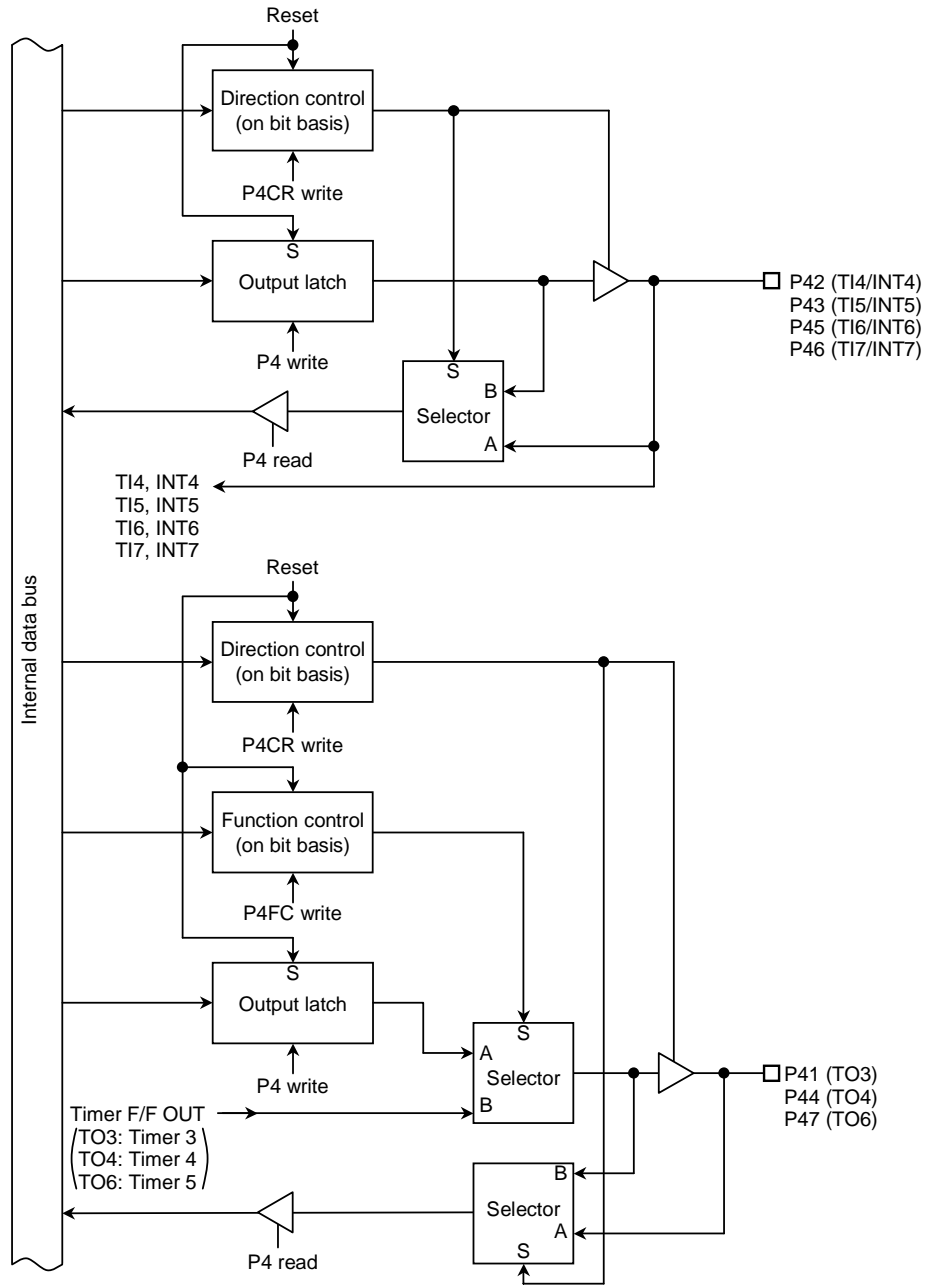 Reset
Direction control
(on bit basis)
P4CR write
S
Output latch
P4 write
P42 (TI4/INT4)
P43 (TI5/INT5)
P45 (TI6/INT6)
P46 (TI7/INT7)
S
B
Selector
A
P4 read
TI4, INT4
TI5, INT5
TI6, INT6
TI7, INT7
Internal data bus
Reset
Direction control
(on bit basis)
P4CR write
Function control
(on bit basis)
P4FC write
S
Output latch
P4 write
S
A
Selector
B
P41 (TO3)
P44 (TO4)
P47 (TO6)
Timer F/F OUT
(TO3: Timer 3
TO4: Timer 4
TO6: Timer 5)
B
Selector
A
S
P4 read